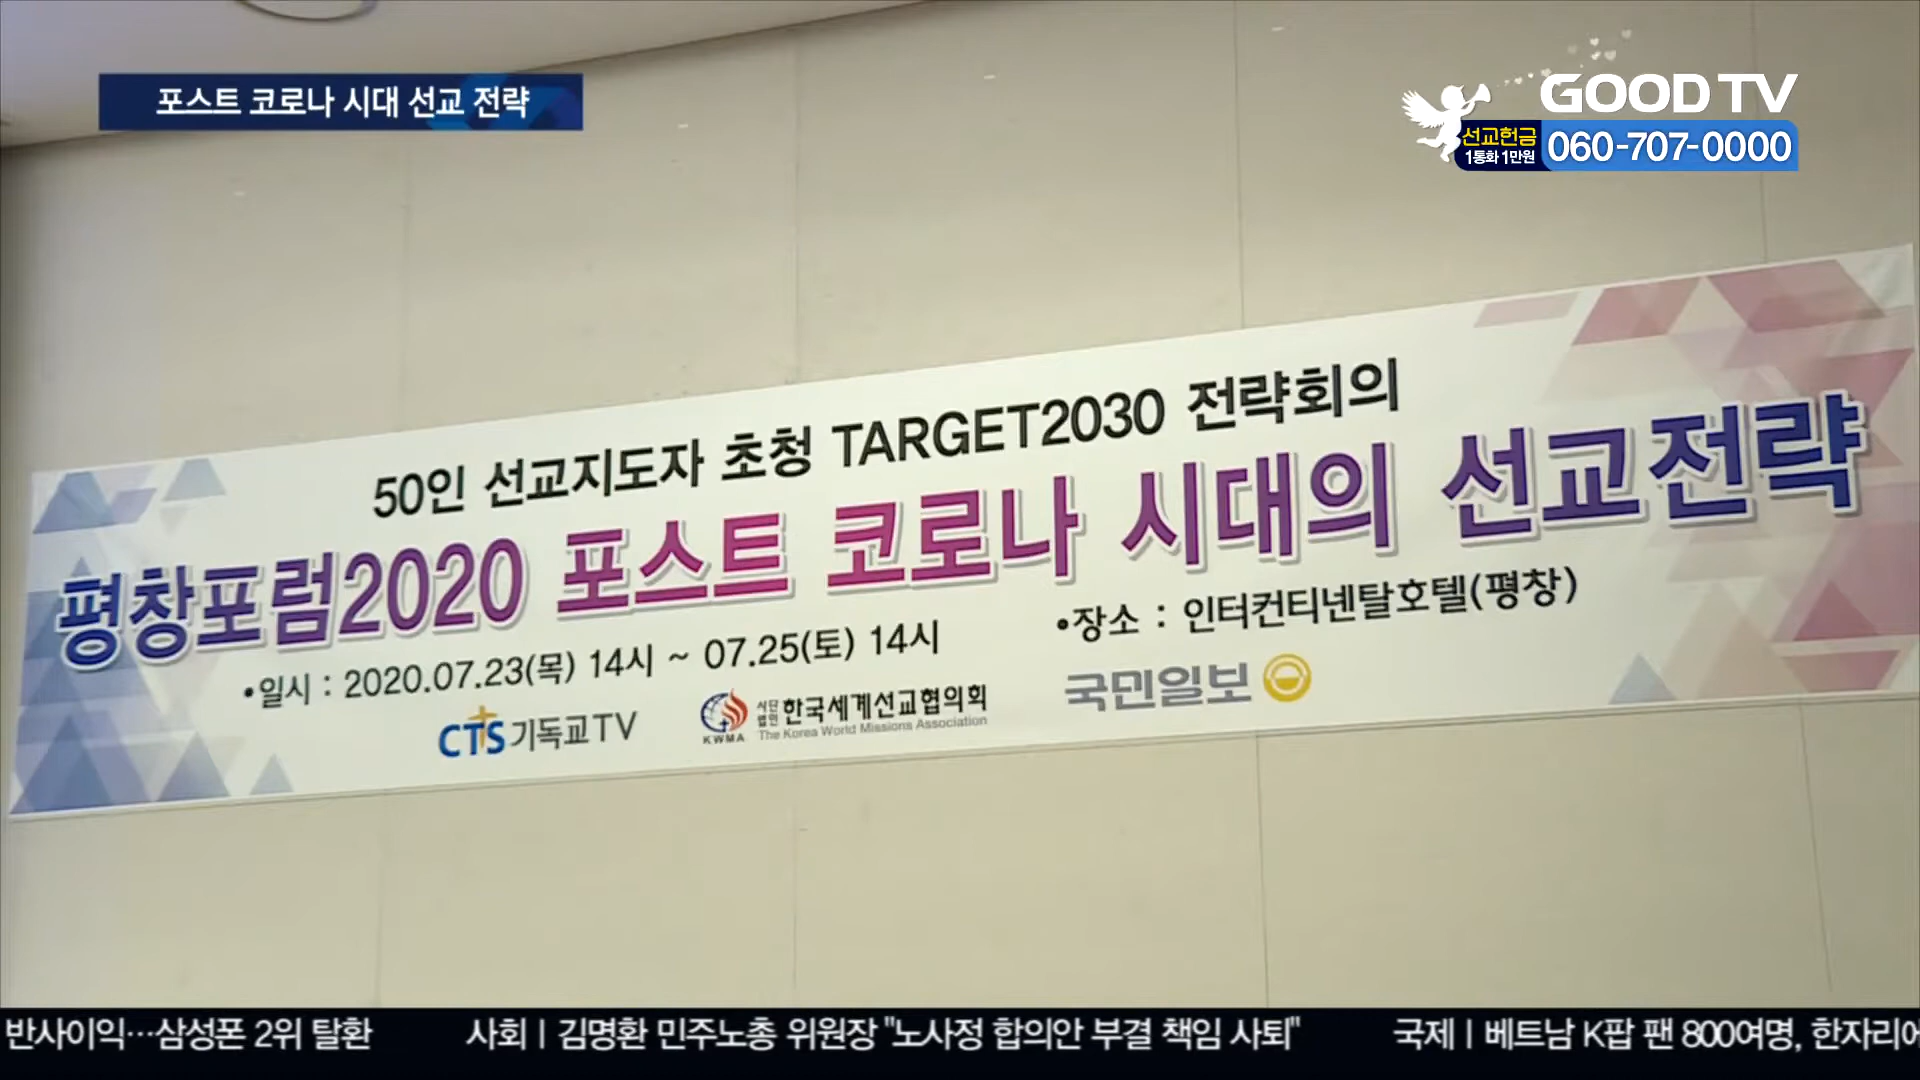 포스트 코로나 시대 선교 전략
GOOD TV
선교헌금
1통화 1만원
060-707-0000
50인 선교지도자 초청 TARGET2030 전략회의
평창포럼2020 포스트 코로나 시대의 선교전략
•일시 : 2020.07.23(목) 14시 ~ 07.25(토) 14시
•장소 : 인터컨티넨탈호텔(평창)
CTS 기독교TV
KWMA
사단법인 한국세계선교협의회
The Korea World Missions Association
국민일보
반사이익…삼성폰 2위 탈환
사회 | 김명환 민주노총 위원장 "노사정 합의안 부결 책임 사퇴"
국제 | 베트남 K팝 팬 800여명, 한자리에